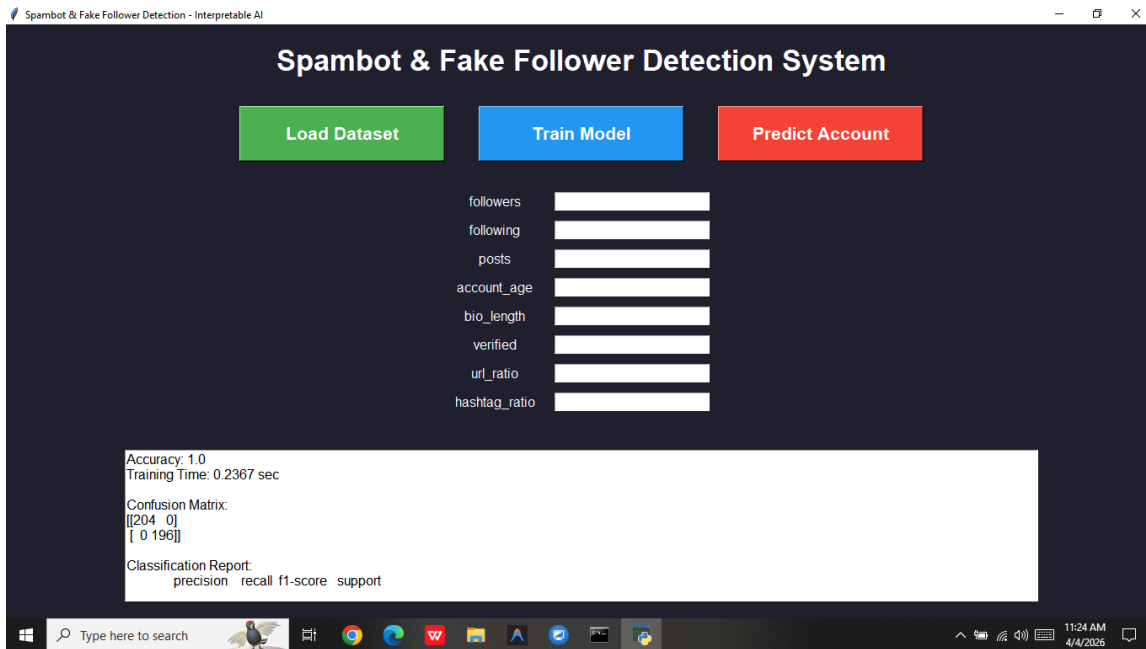 Spambot & Fake Follower Detection - Interpretable AI
Spambot & Fake Follower Detection System
Load Dataset Train Model Predict Account
followers
following
posts
account_age
bio_length
verified
url_ratio
hashtag_ratio
Accuracy: 1.0
Training Time: 0.2367 sec
Confusion Matrix:
[[204 0]
[ 0 196]]
Classification Report:
precision recall f1-score support
Type here to search
11:24 AM
4/4/2026